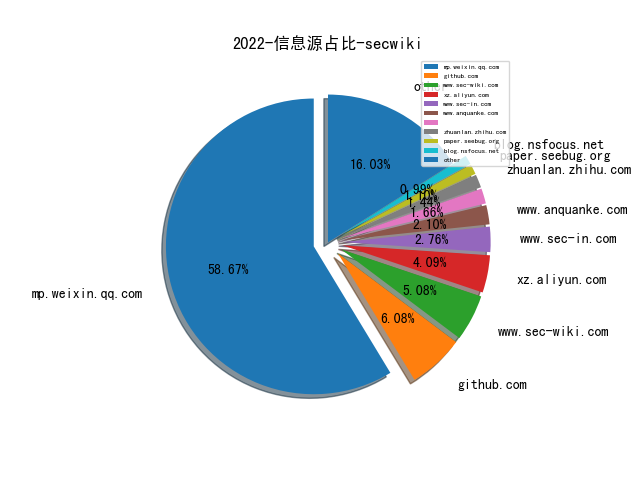 2022-信息源占比-secwiki
mp.weixin.qq.com
github.com
www.sec-wiki.com
xz.aliyun.com
www.sec-in.com
www.anquanke.com
zhuanlan.zhihu.com
paper.seebug.org
blog.nsfocus.net
other
16.03%
blog.nsfocus.net
paper.seebug.org
zhuanlan.zhihu.com
0.99%
1.10%
1.44%
1.66%
www.anquanke.com
2.10%
www.sec-in.com
2.76%
4.09%
xz.aliyun.com
58.67%
5.08%
mp.weixin.qq.com
6.08%
www.sec-wiki.com
github.com